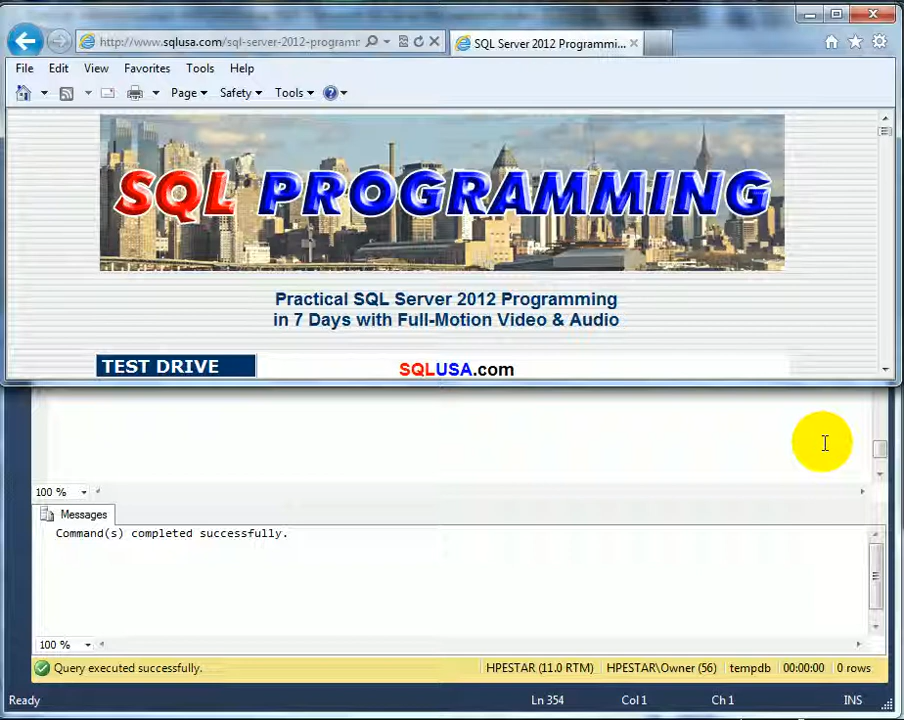 http://www.sqlusa.com/sql-server-2012-programr
SQL Server 2012 Programmi...
File Edit View Favorites Tools Help
Page Safety Tools
SQL PROGRAMMING
Practical SQL Server 2012 Programming
in 7 Days with Full-Motion Video & Audio
TEST DRIVE
SQLUSA.com
100 %
Messages
Command(s) completed successfully.
100 %
Query executed successfully. HPESTAR (11.0 RTM) HPESTAR\Owner (56) tempdb 00:00:00 0 rows
Ready Ln 354 Col 1 Ch 1 INS